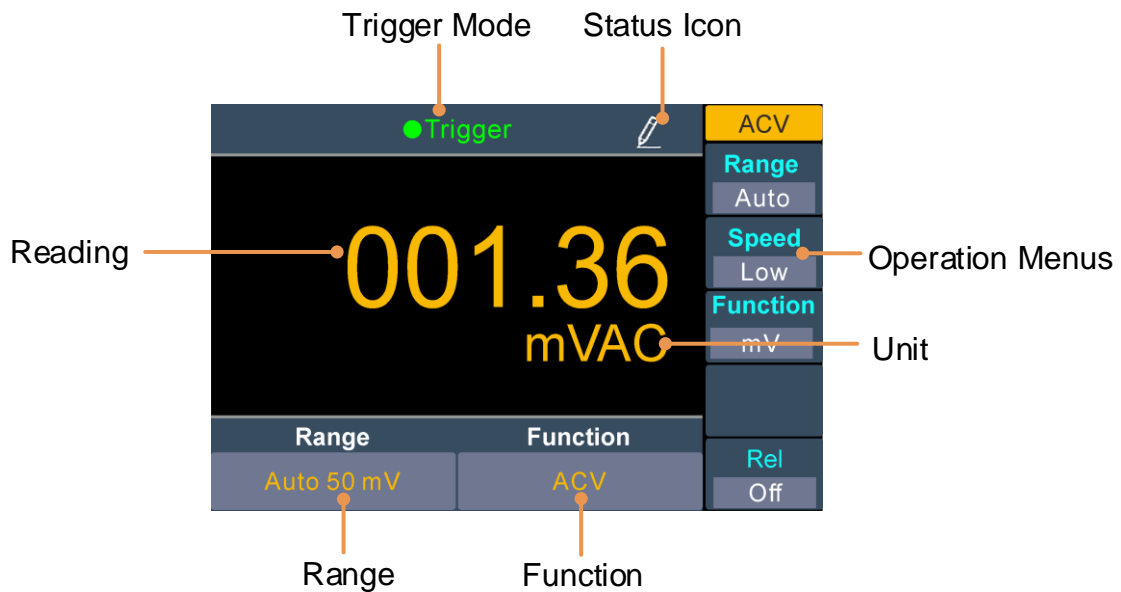 Trigger Mode
Status Icon
Trigger
ACV
Range
Auto
Reading
001.36
Speed
Low
Operation Menus
Function
mV
mVAC
Unit
Range
Function
Auto 50 mV
ACV
Rel
Off
Range
Function